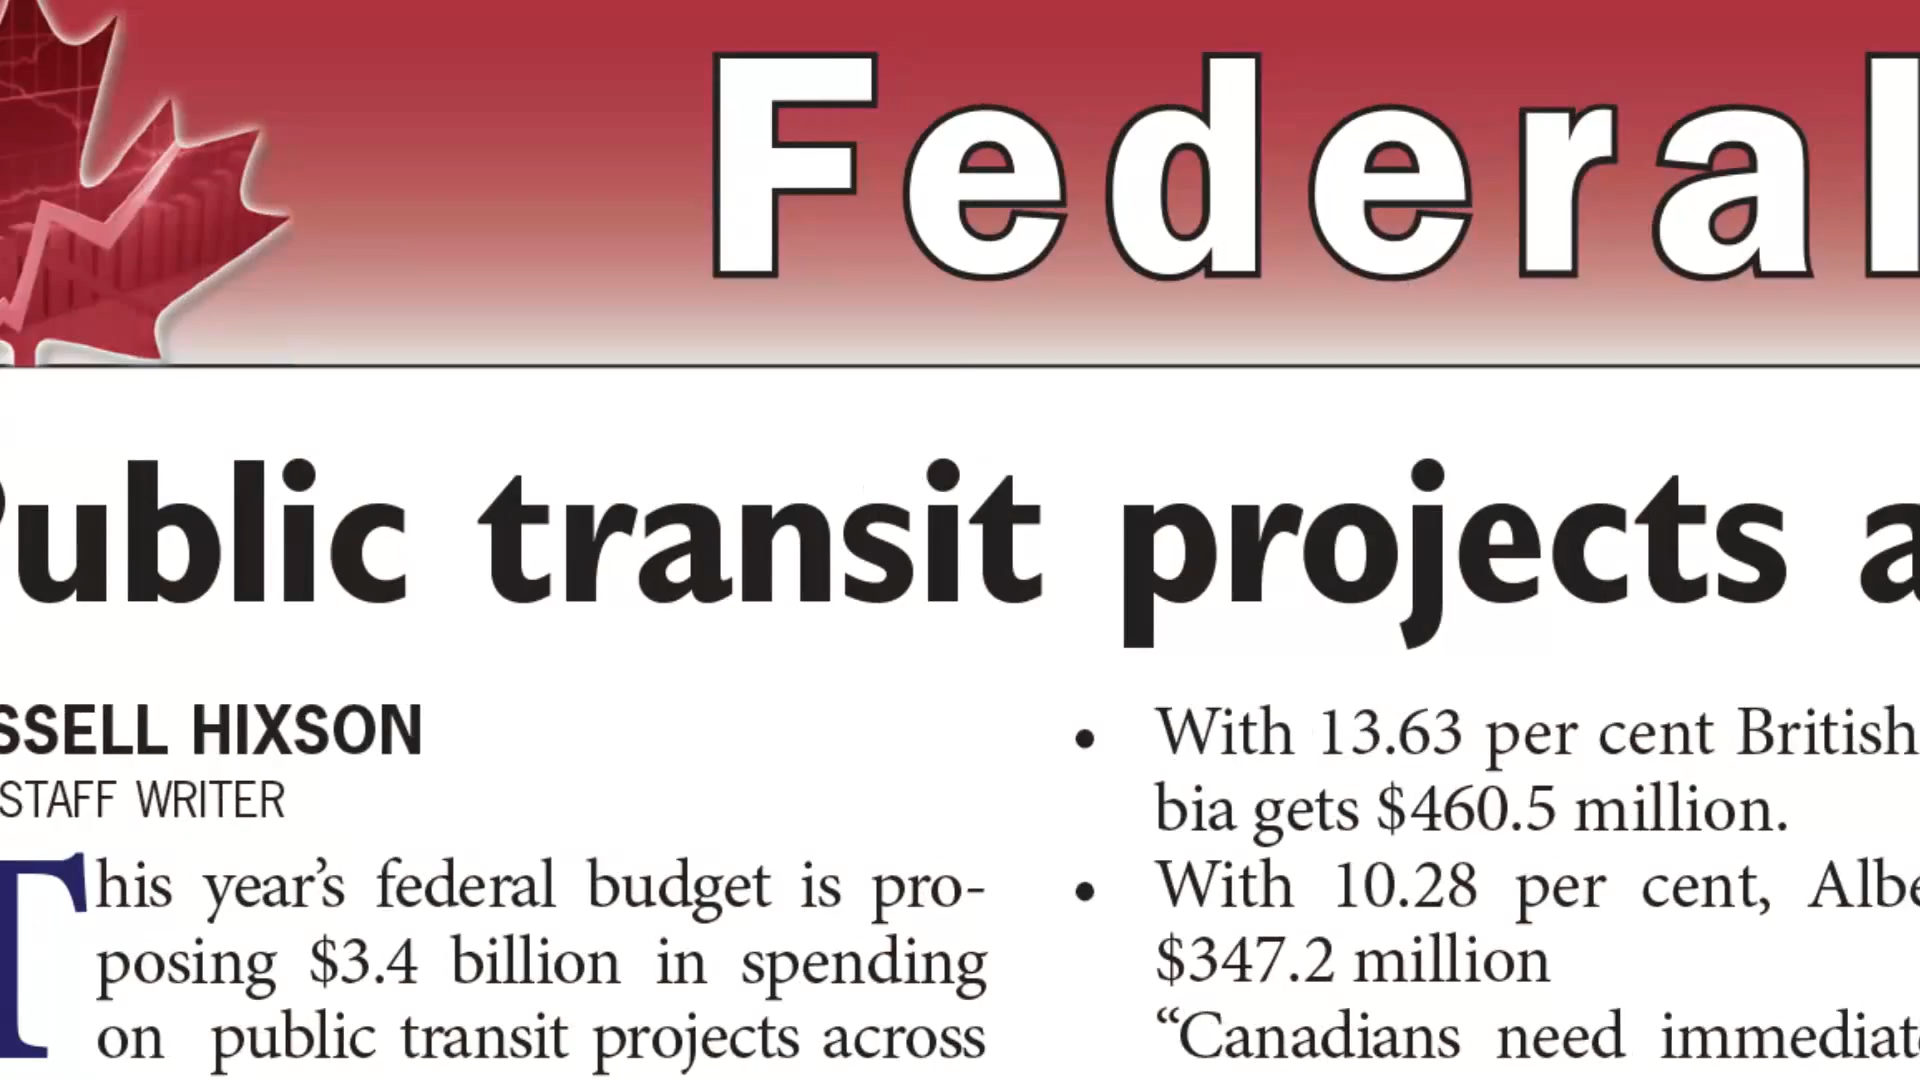 Federal
Public transit projects a
SSELL HIXSON
STAFF WRITER
This year's federal budget is pro-
posing $3.4 billion in spending
on public transit projects across
• With 13.63 per cent British
bia gets $460.5 million.
• With 10.28 per cent, Albe
$347.2 million
“Canadians need immediat